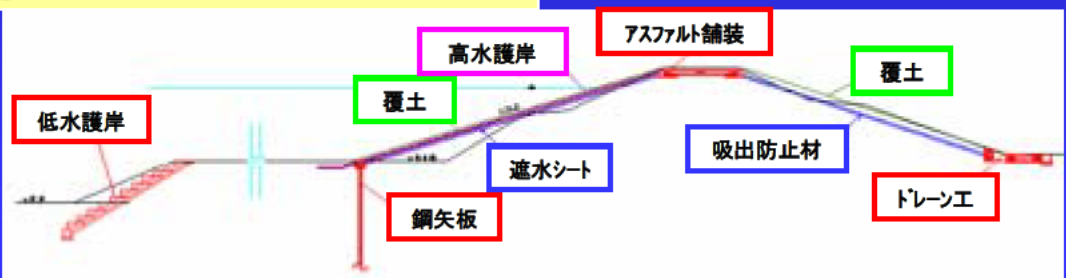 アスファルト舗装
高水護岸
覆土
覆土
低水護岸
吸出防止材
遮水シート
ドレーン工
鋼矢板